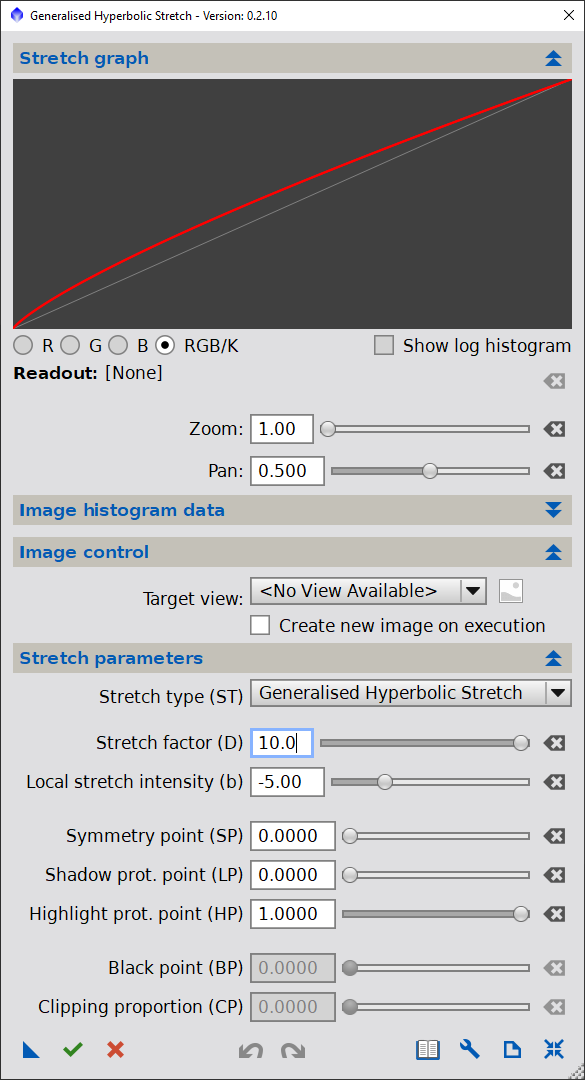 Generalised Hyperbolic Stretch - Version: 0.2.10
Stretch graph
R G B RGB/K Show log histogram
Readout: [None]
Zoom: 1.00
Pan: 0.500
Image histogram data
Image control
Target view: <No View Available>
Create new image on execution
Stretch parameters
Stretch type (ST) Generalised Hyperbolic Stretch
Stretch factor (D) 10.0
Local stretch intensity (b) -5.00
Symmetry point (SP) 0.0000
Shadow prot. point (LP) 0.0000
Highlight prot. point (HP) 1.0000
Black point (BP) 0.0000
Clipping proportion (CP) 0.0000